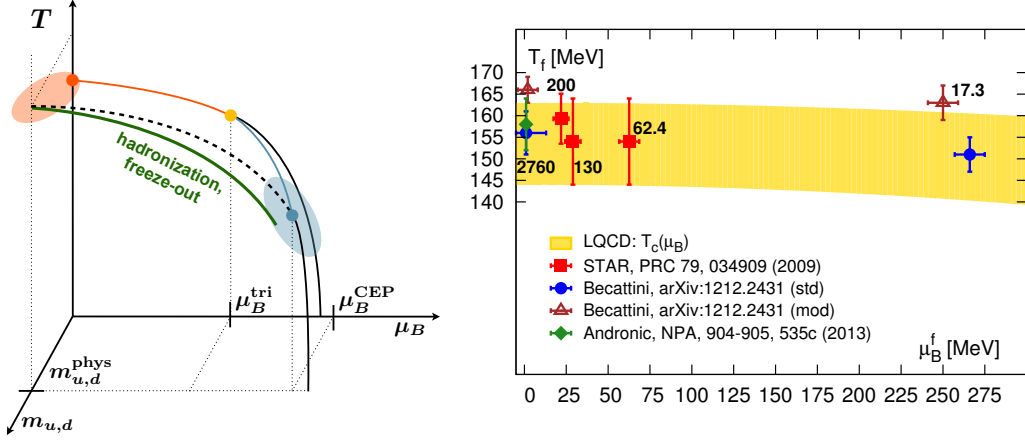 T
hadronization,
freeze-out
μ_B^tri
μ_B^CEP
μ_B
m_{u,d}^phys
m_{u,d}
T_f [MeV]
170
165
160
155
150
145
140
200
17.3
62.4
2760
130
LQCD: T_c(μ_B)
STAR, PRC 79, 034909 (2009)
Becattini, arXiv:1212.2431 (std)
Becattini, arXiv:1212.2431 (mod)
Andronic, NPA, 904-905, 535c (2013)
μ_B^f [MeV]
0 25 50 75 100 125 150 175 200 225 250 275